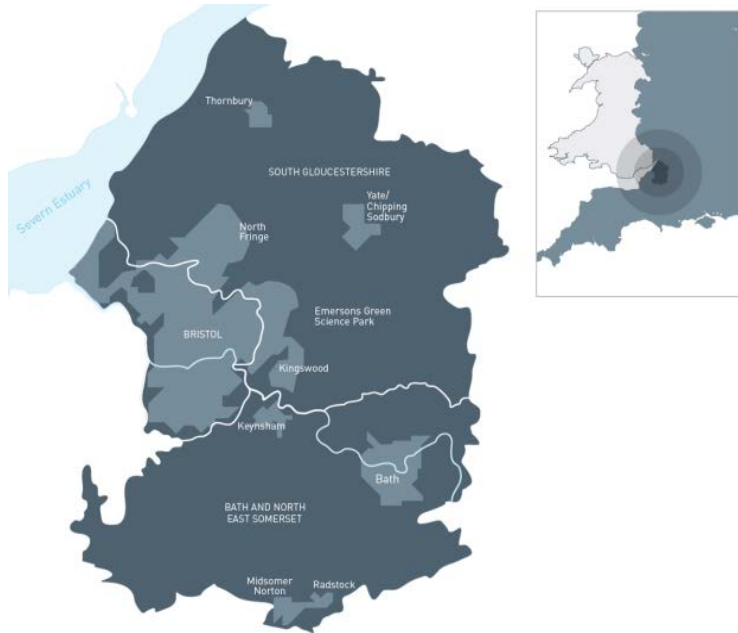 Thornbury
SOUTH GLOUCESTERSHIRE
Severn Estuary
Yate/
Chipping
Sodbury
North
Fringe
Emersons Green
Science Park
BRISTOL
Kingswood
Keynsham
Bath
BATH AND NORTH
EAST SOMERSET
Midsomer
Norton
Radstock